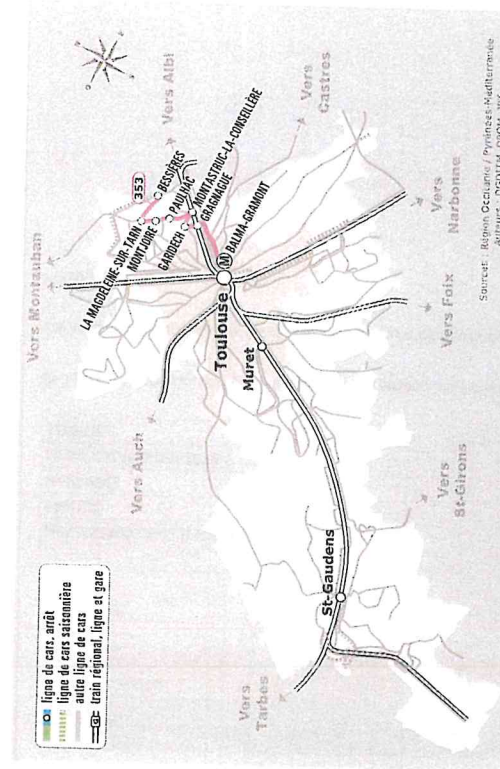 ligne de cars, arrêt
ligne de cars saisonnière
autre ligne de cars
train régional, ligne et gare
Vers Montauban
Vers Albi
Vers
Castres
Vers
Narbonne
Vers Foix
Vers
St-Girons
Vers
Tarbes
Vers Auch
353
LA MAGDELEINE-SUR-TARN
BESSIÈRES
MONTJOIRE
PAULHAC
GARIDECH
MONTASTRUC-LA-CONSEILLÈRE
GRAGNAGUE
M BALMA-GRAMONT
Toulouse
Muret
St-Gaudens
Sources: Région Occitanie / Pyrénées-Méditerranée